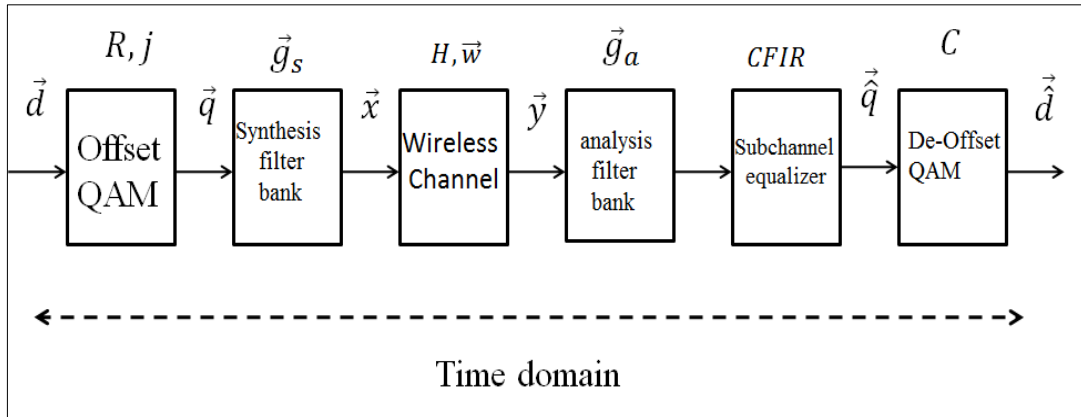 R, j
g⃗ₛ
H, w⃗
g⃗ₐ
CFIR
C
d⃗
Offset
QAM
q⃗
Synthesis
filter
bank
x⃗
Wireless
Channel
y⃗
analysis
filter
bank
Subchannel
equalizer
q̂⃗
De-Offset
QAM
d̂⃗
Time domain